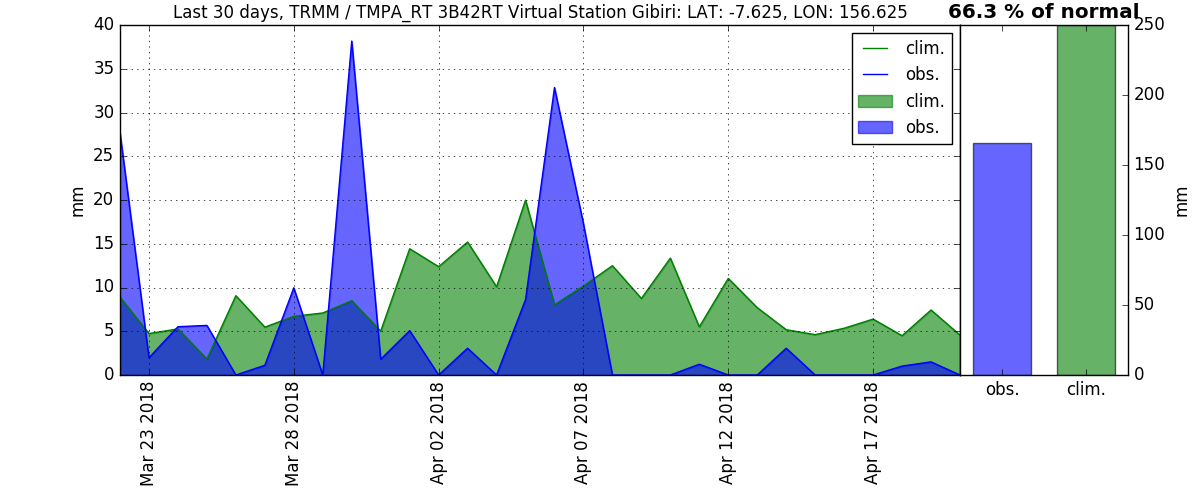 Last 30 days, TRMM / TMPA_RT 3B42RT Virtual Station Gibiri: LAT: -7.625, LON: 156.625
66.3 % of normal
40
35
30
25
20
15
10
5
0
mm
clim.
obs.
clim.
obs.
250
200
150
100
50
0
mm
obs.
clim.
Mar 23 2018
Mar 28 2018
Apr 02 2018
Apr 07 2018
Apr 12 2018
Apr 17 2018